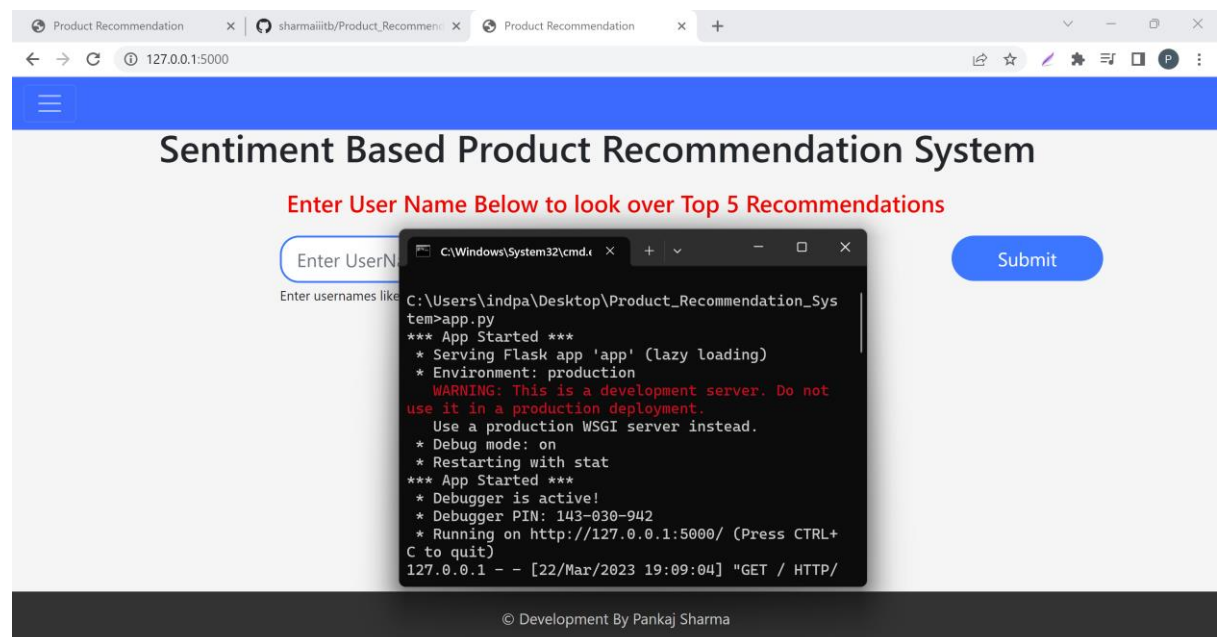 Product Recommendation
sharmaiiitb/Product_Recommen
Product Recommendation
127.0.0.1:5000
P
Sentiment Based Product Recommendation System
Enter User Name Below to look over Top 5 Recommendations
Enter UserNa
Submit
Enter usernames like
C:\Windows\System32\cmd.e
C:\Users\indpa\Desktop\Product_Recommendation_Sys
tem>app.py
*** App Started ***
* Serving Flask app 'app' (lazy loading)
* Environment: production
WARNING: This is a development server. Do not
use it in a production deployment.
Use a production WSGI server instead.
* Debug mode: on
* Restarting with stat
*** App Started ***
* Debugger is active!
* Debugger PIN: 143-030-942
* Running on http://127.0.0.1:5000/ (Press CTRL+
C to quit)
127.0.0.1 - - [22/Mar/2023 19:09:04] "GET / HTTP/
© Development By Pankaj Sharma